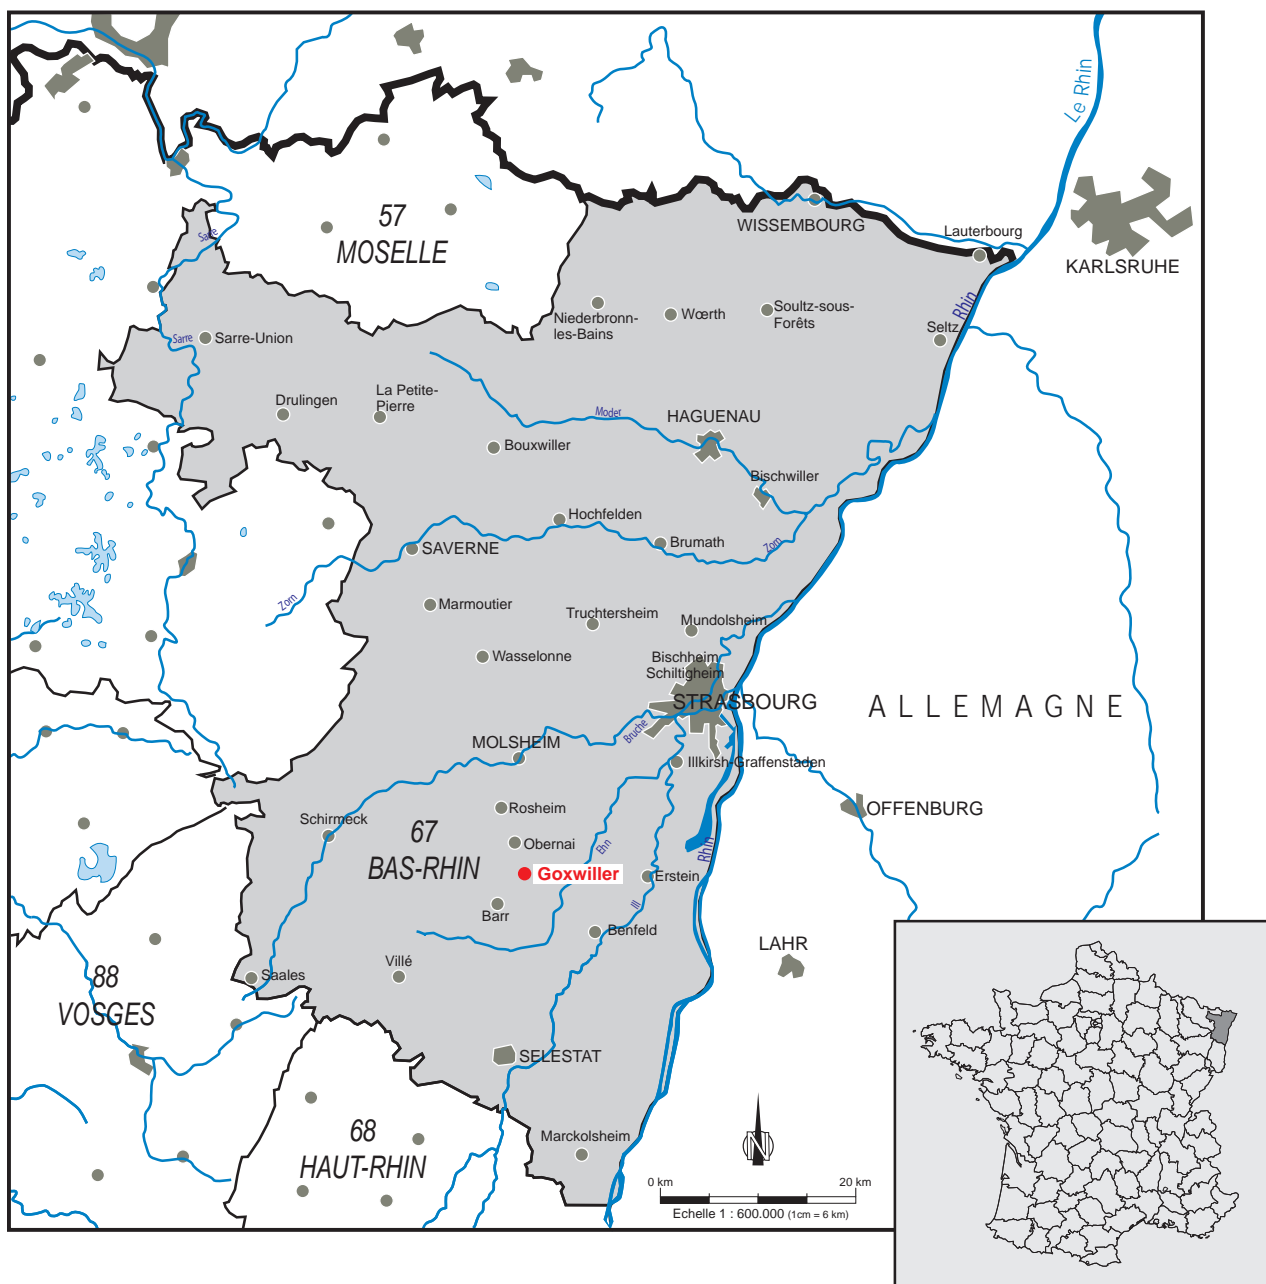 Le Rhin
57
MOSELLE
WISSEMBOURG
Lauterbourg
KARLSRUHE
Sarre
Rhin
Niederbronn-
les-Bains
Wœrth
Soultz-sous-
Forêts
Seltz
Sarre
Sarre-Union
Drulingen
La Petite-
Pierre
Moder
HAGUENAU
Bouxwiller
Bischwiller
Hochfelden
SAVERNE
Brumath
Zorn
Zorn
Marmoutier
Truchtersheim
Mundolsheim
Wasselonne
Bischheim
Schiltigheim
STRASBOURG
ALLEMAGNE
Bruche
MOLSHEIM
Illkirsh-Graffenstaden
Rosheim
OFFENBURG
Schirmeck
67
BAS-RHIN
Obernai
Ehn
Rhin
Goxwiller
Erstein
Barr
Ill
Benfeld
LAHR
Villé
Saales
88
VOSGES
SELESTAT
68
HAUT-RHIN
Marckolsheim
N
0 km
20 km
Echelle 1 : 600.000 (1cm = 6 km)